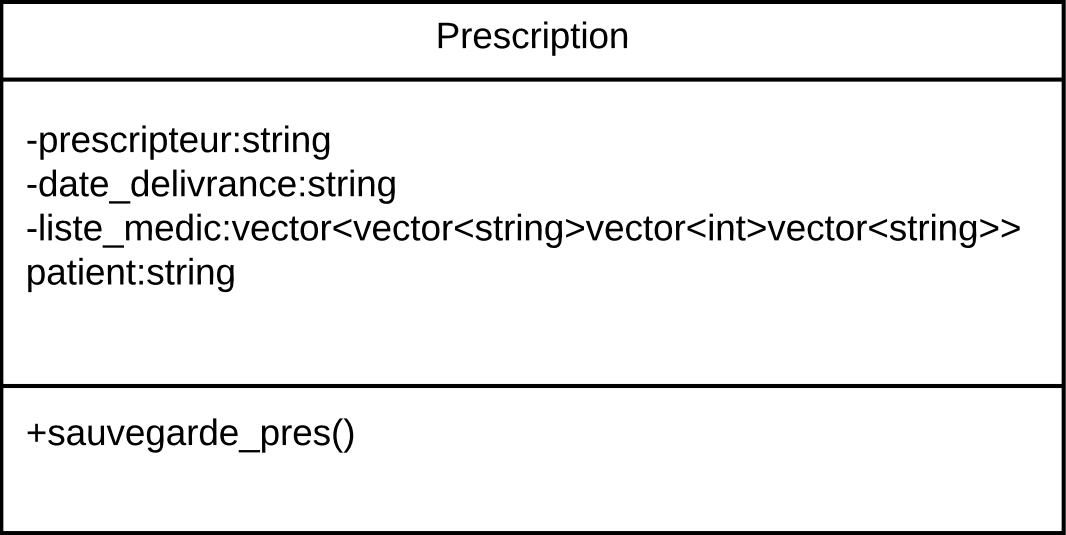 Prescription
-prescripteur:string
-date_delivrance:string
-liste_medic:vector<vector<string>vector<int>vector<string>>
patient:string
+sauvegarde_pres()